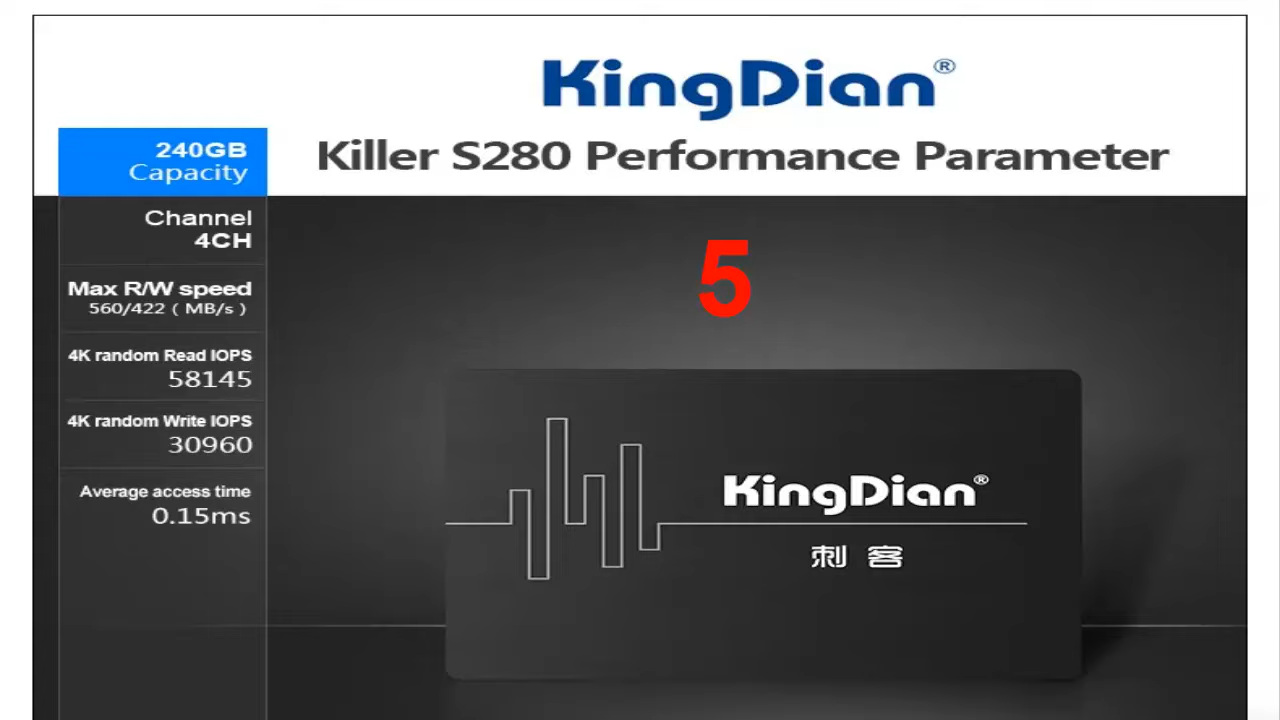 KingDian®
Killer S280 Performance Parameter
240GB
Capacity
Channel
4CH
Max R/W speed
560/422 ( MB/s )
4K random Read IOPS
58145
4K random Write IOPS
30960
Average access time
0.15ms
5
KingDian®
刺客